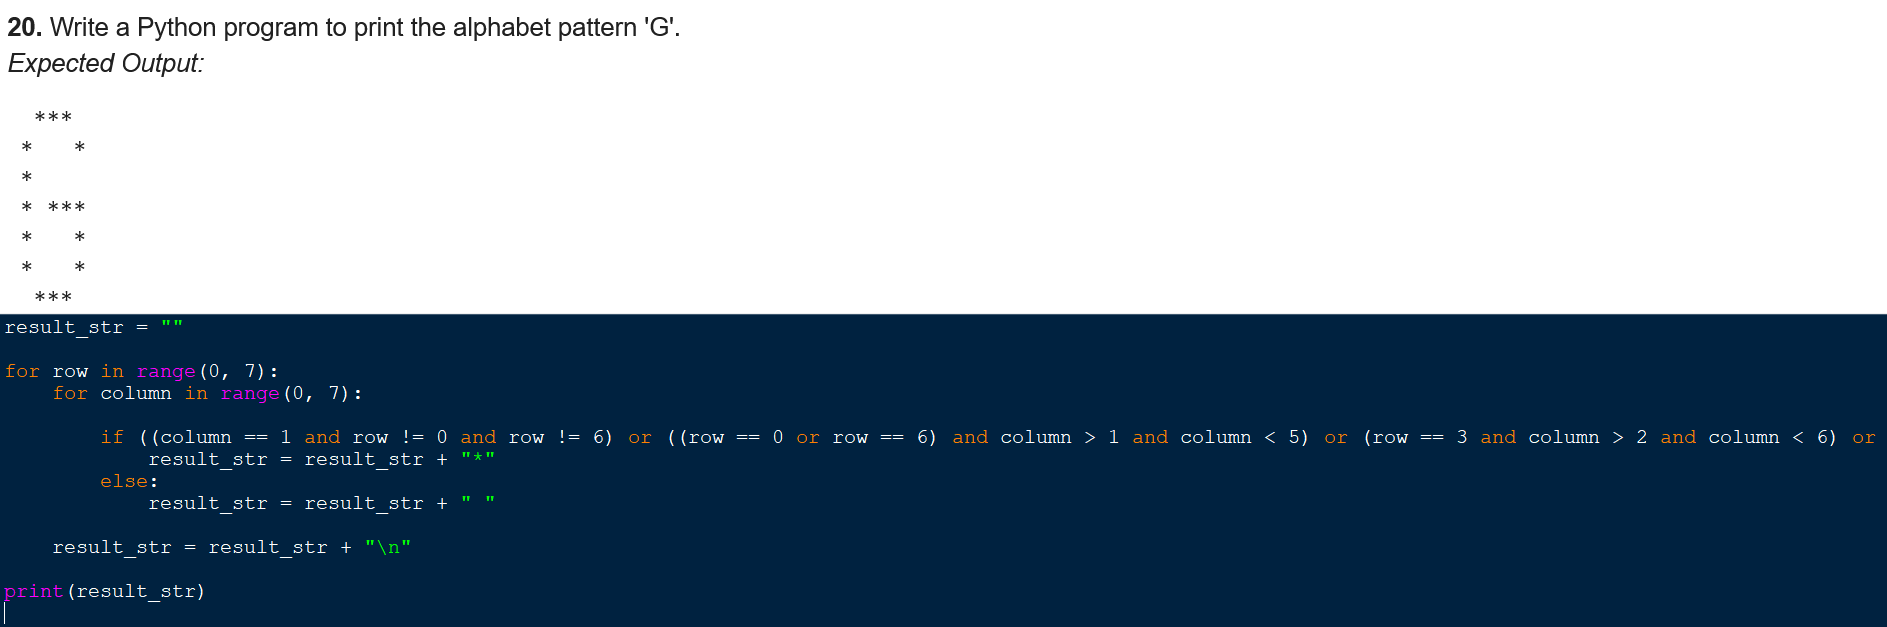 20. Write a Python program to print the alphabet pattern 'G'.
Expected Output:
  ***
 *   *
 *
 * ***
 *   *
 *   *
  ***
result_str = ""
for row in range(0, 7):
    for column in range(0, 7):
        if ((column == 1 and row != 0 and row != 6) or ((row == 0 or row == 6) and column > 1 and column < 5) or (row == 3 and column > 2 and column < 6) or
            result_str = result_str + "*"
        else:
            result_str = result_str + " "
    result_str = result_str + "\n"
print(result_str)